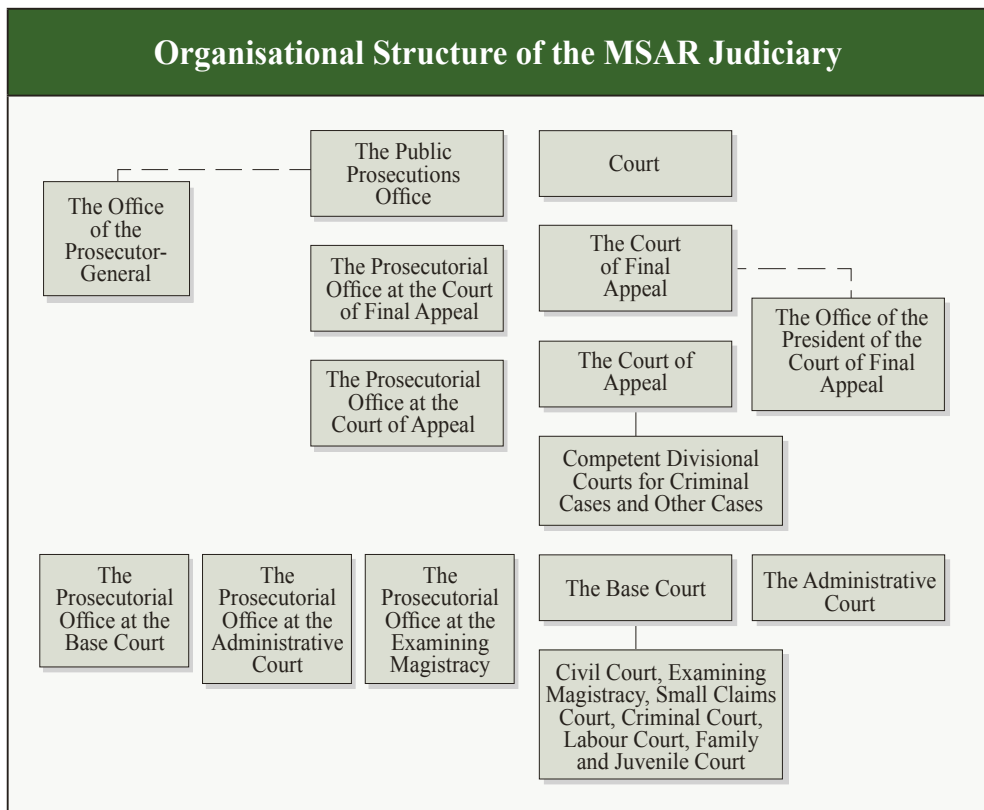 Organisational Structure of the MSAR Judiciary
The Public
Prosecutions
Office
Court
The Office
of the
Prosecutor-
General
The Prosecutorial
Office at the Court
of Final Appeal
The Court
of Final
Appeal
The Office of the
President of the
Court of Final
Appeal
The Prosecutorial
Office at the
Court of Appeal
The Court of
Appeal
Competent Divisional
Courts for Criminal
Cases and Other Cases
The
Prosecutorial
Office at the
Base Court
The
Prosecutorial
Office at the
Administrative
Court
The
Prosecutorial
Office at the
Examining
Magistracy
The Base Court
The Administrative
Court
Civil Court, Examining
Magistracy, Small Claims
Court, Criminal Court,
Labour Court, Family
and Juvenile Court